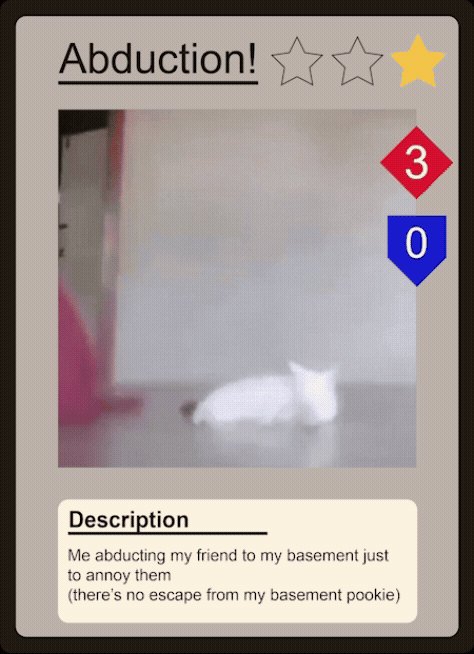 Abduction!
3
0
Description
Me abducting my friend to my basement just
to annoy them
(there's no escape from my basement pookie)